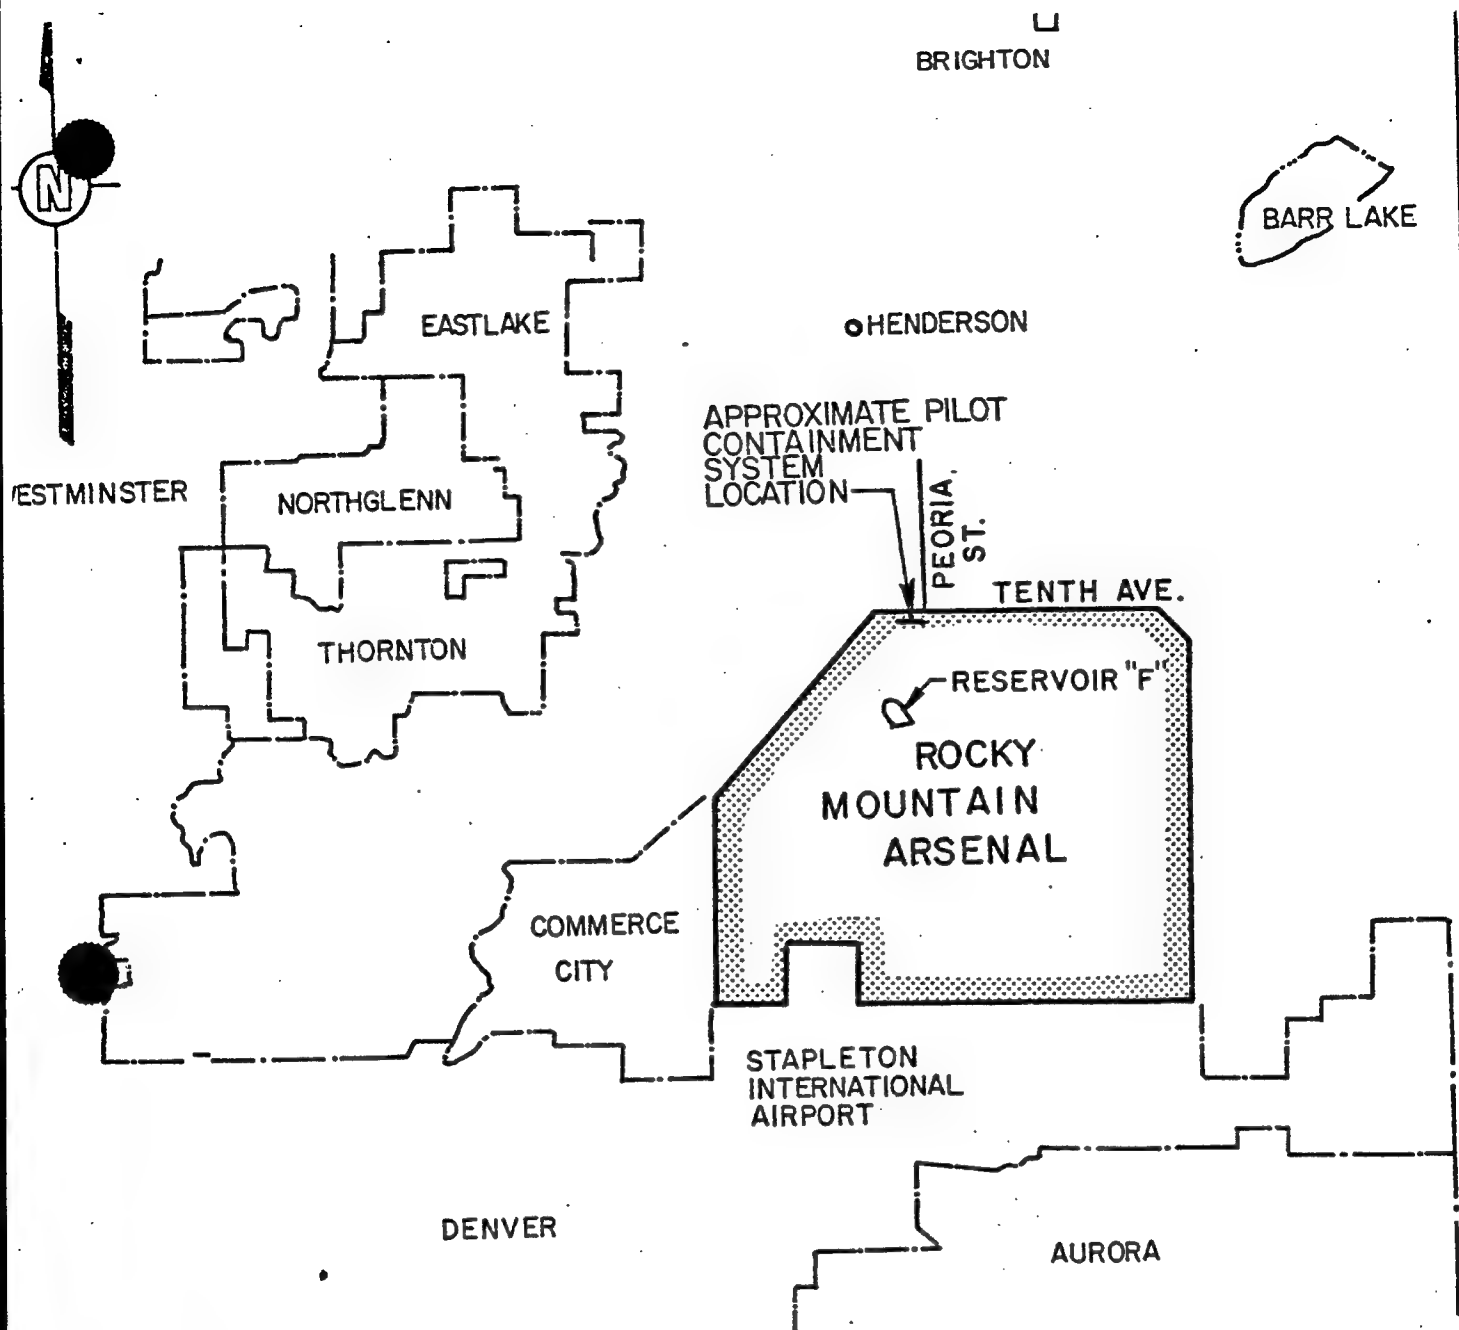 BRIGHTON
N
BARR LAKE
EASTLAKE
HENDERSON
APPROXIMATE PILOT
CONTAINMENT
SYSTEM
LOCATION
PEORIA.
ST.
ESTMINSTER
NORTHGLENN
TENTH AVE.
THORNTON
RESERVOIR "F"
ROCKY
MOUNTAIN
ARSENAL
COMMERCE
CITY
STAPLETON
INTERNATIONAL
AIRPORT
DENVER
AURORA